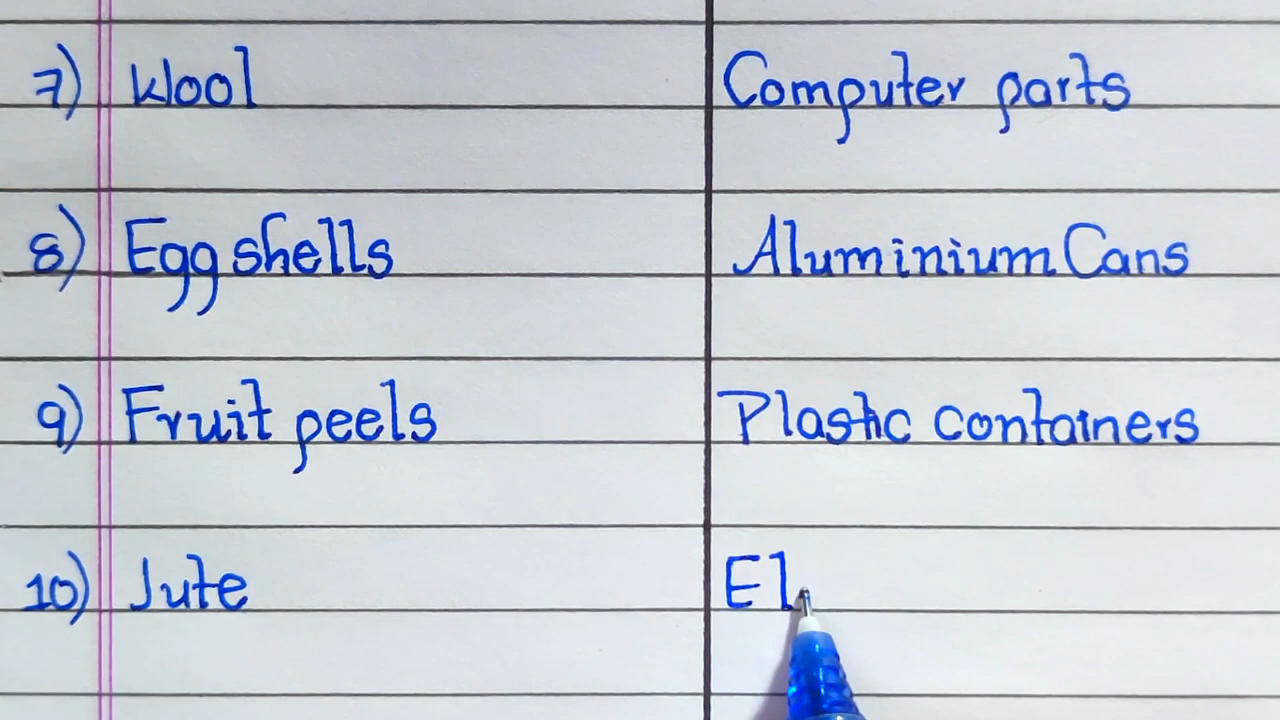 7) Wool Computer parts
8) Egg shells Aluminium Cans
9) Fruit peels Plastic containers
10) Jute El